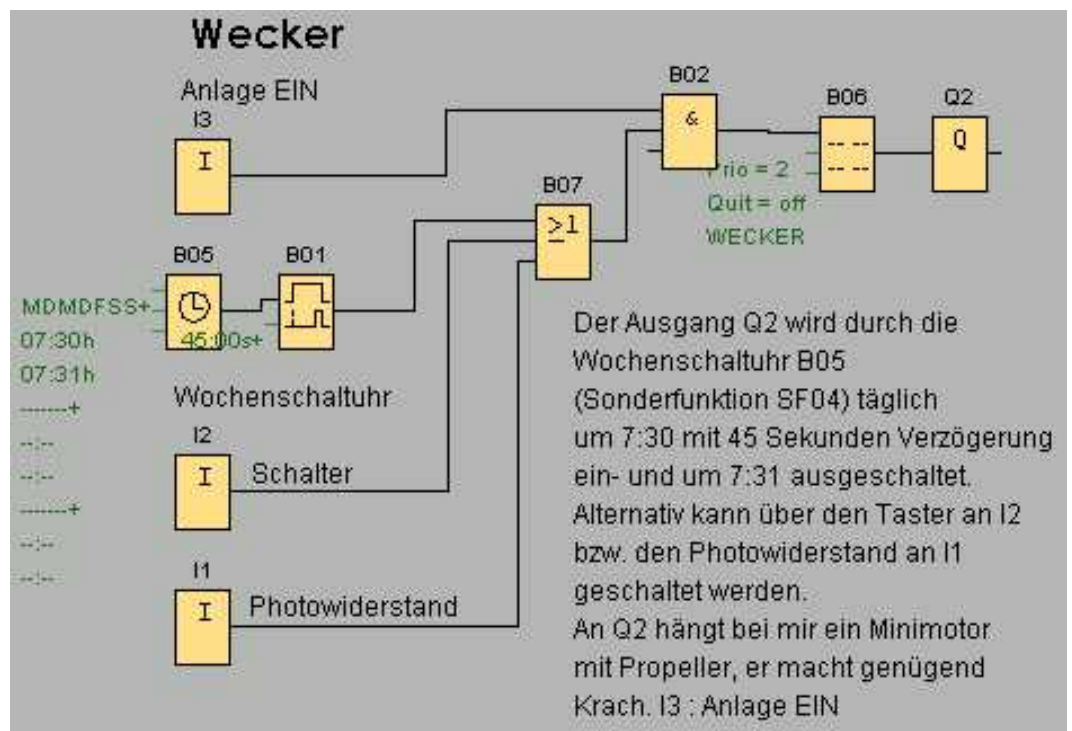 Wecker
Anlage EIN
I3
I
B02
&
B06
Q2
Q
Prio = 2
Quit = off
WECKER
B07
>1
B05
B01
MDMDFSS+
07:30h
07:31h
-------+
--:--
--:--
-------+
--:--
--:--
45:00s+
Wochenschaltuhr
I2
I
Schalter
I1
I
Photowiderstand
Der Ausgang Q2 wird durch die
Wochenschaltuhr B05
(Sonderfunktion SF04) täglich
um 7:30 mit 45 Sekunden Verzögerung
ein- und um 7:31 ausgeschaltet.
Alternativ kann über den Taster an I2
bzw. den Photowiderstand an I1
geschaltet werden.
An Q2 hängt bei mir ein Minimotor
mit Propeller, er macht genügend
Krach. I3 : Anlage EIN